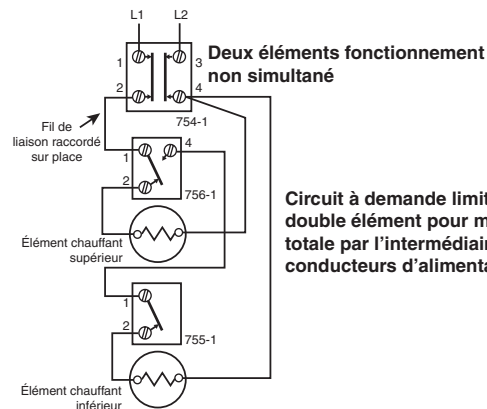 L1 L2
Deux éléments fonctionnement
non simultané
1 3
2 4
754-1
Fil de
liaison raccordé
sur place
1 4
2
756-1
Élément chauffant
supérieur
Circuit à demande
double élément pour
totale par l'intermédiaire
conducteurs
1
2
755-1
Élément chauffant
inférieur